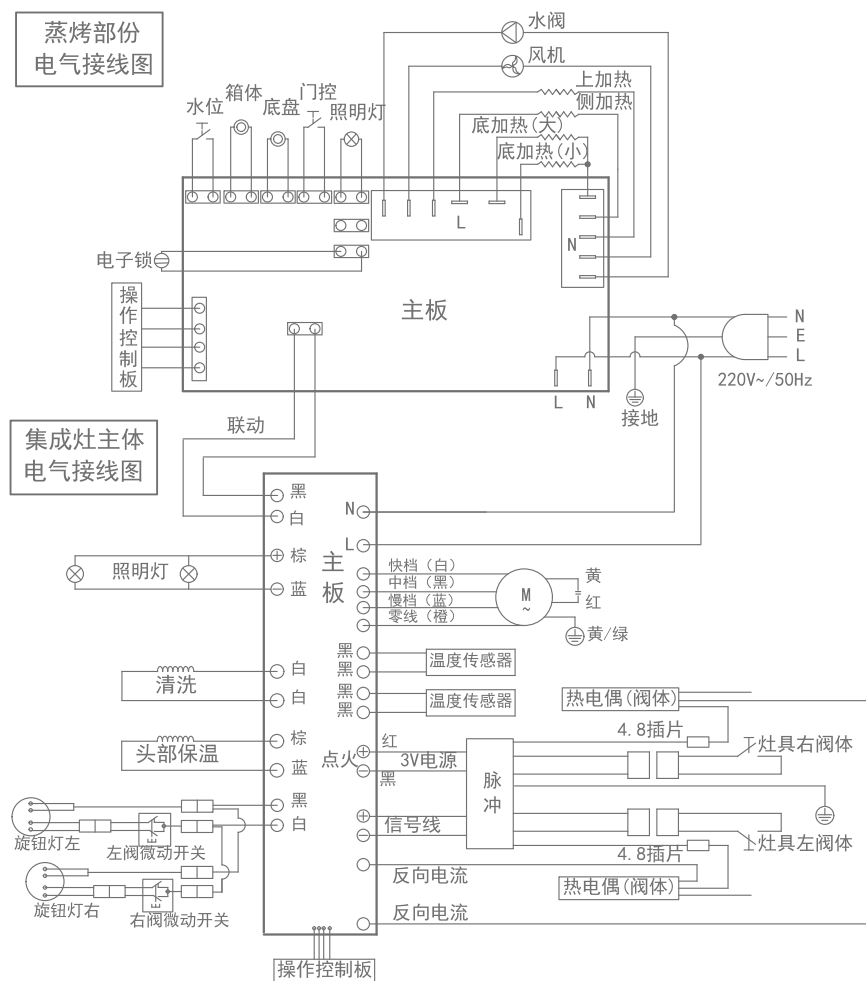 蒸烤部份
电气接线图
水阀
风机
上加热
侧加热
底加热(大)
底加热(小)
水位
箱体
底盘
门控
照明灯
L
N
电子锁
操作控制板
主板
N
E
L
220V~/50Hz
L
N
接地
联动
集成灶主体
电气接线图
黑
白
棕
蓝
照明灯
主板
N
L
快档（白）
中档（黑）
慢档（蓝）
零线（橙）
M
~
黄
红
黄/绿
黑
黑
温度传感器
黑
黑
温度传感器
白
清洗
白
棕
头部保温
蓝
点火
红
3V电源
黑
脉冲
信号线
热电偶(阀体)
4.8插片
灶具右阀体
灶具左阀体
4.8插片
热电偶(阀体)
反向电流
反向电流
黑
白
旋钮灯左
左阀微动开关
旋钮灯右
右阀微动开关
操作控制板